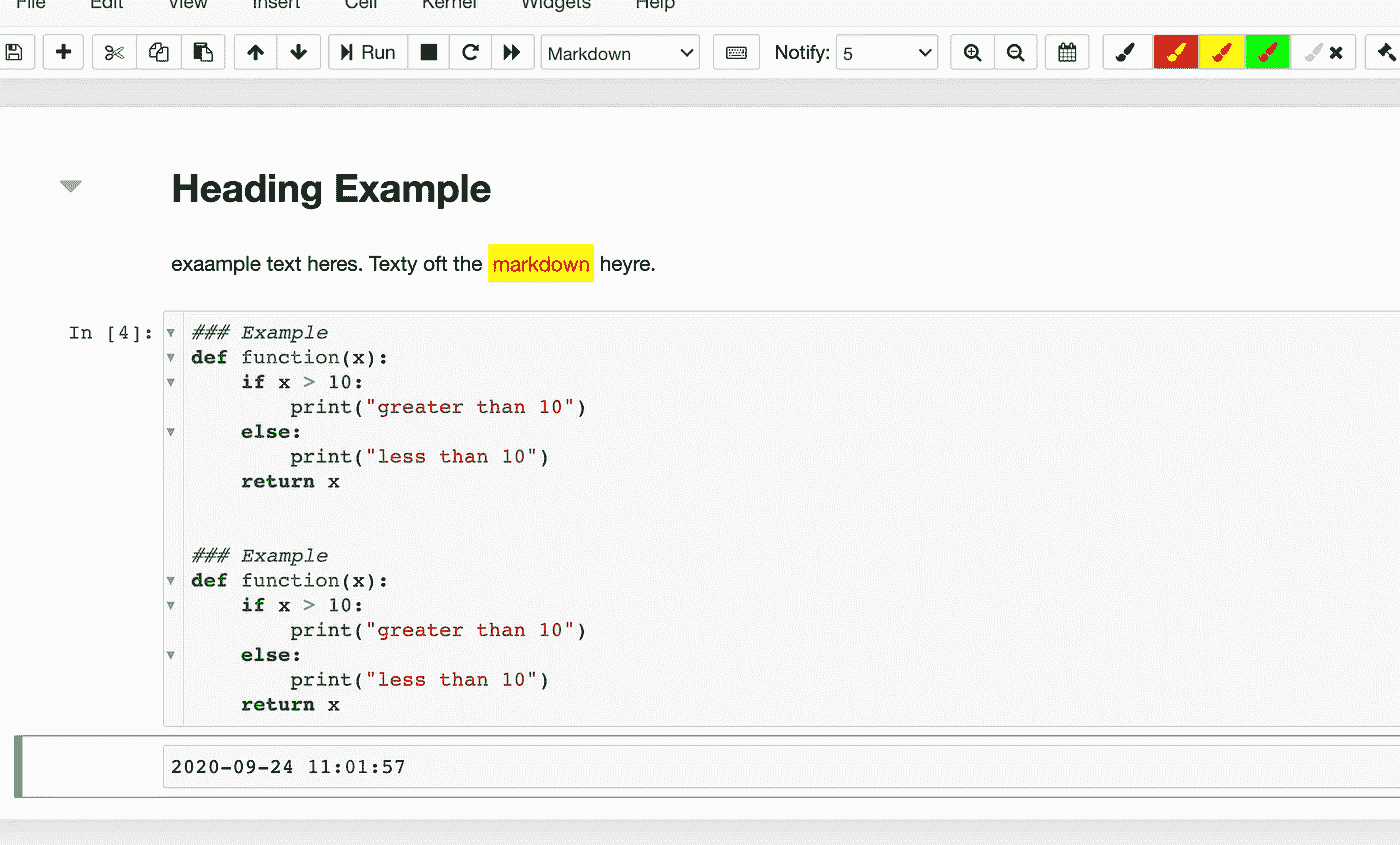 File Edit View Insert Cell Kernel Widgets Help
Run Markdown Notify: 5
Heading Example
exaample text heres. Texty oft the markdown heyre.
In [4]:
### Example
def function(x):
    if x > 10:
        print("greater than 10")
    else:
        print("less than 10")
    return x
### Example
def function(x):
    if x > 10:
        print("greater than 10")
    else:
        print("less than 10")
    return x
2020-09-24 11:01:57